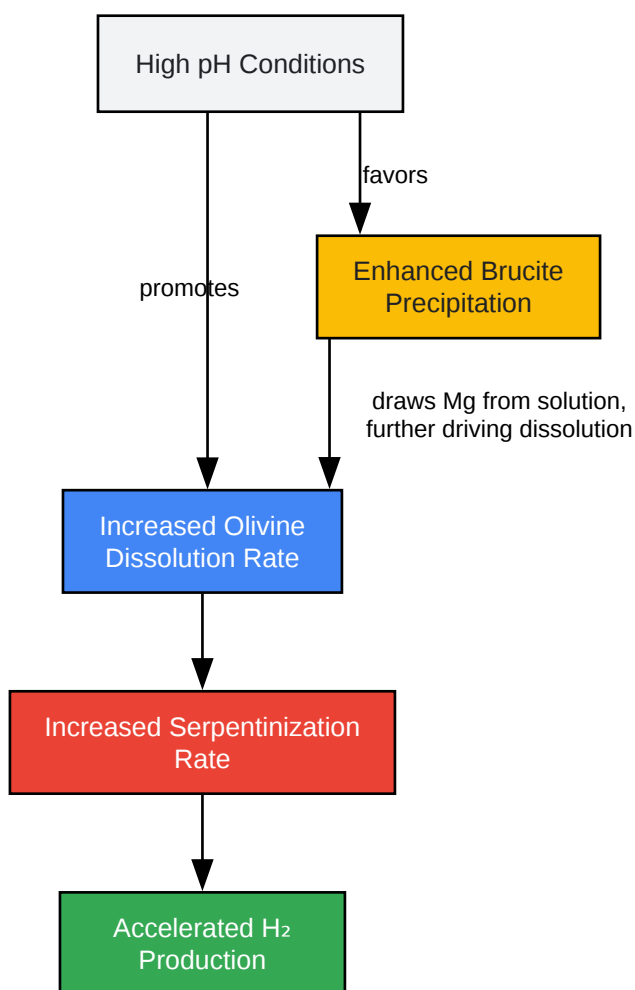 High pH Conditions
favors
Enhanced Brucite
Precipitation
promotes
draws Mg from solution,
further driving dissolution
Increased Olivine
Dissolution Rate
Increased Serpentinization
Rate
Accelerated H₂
Production